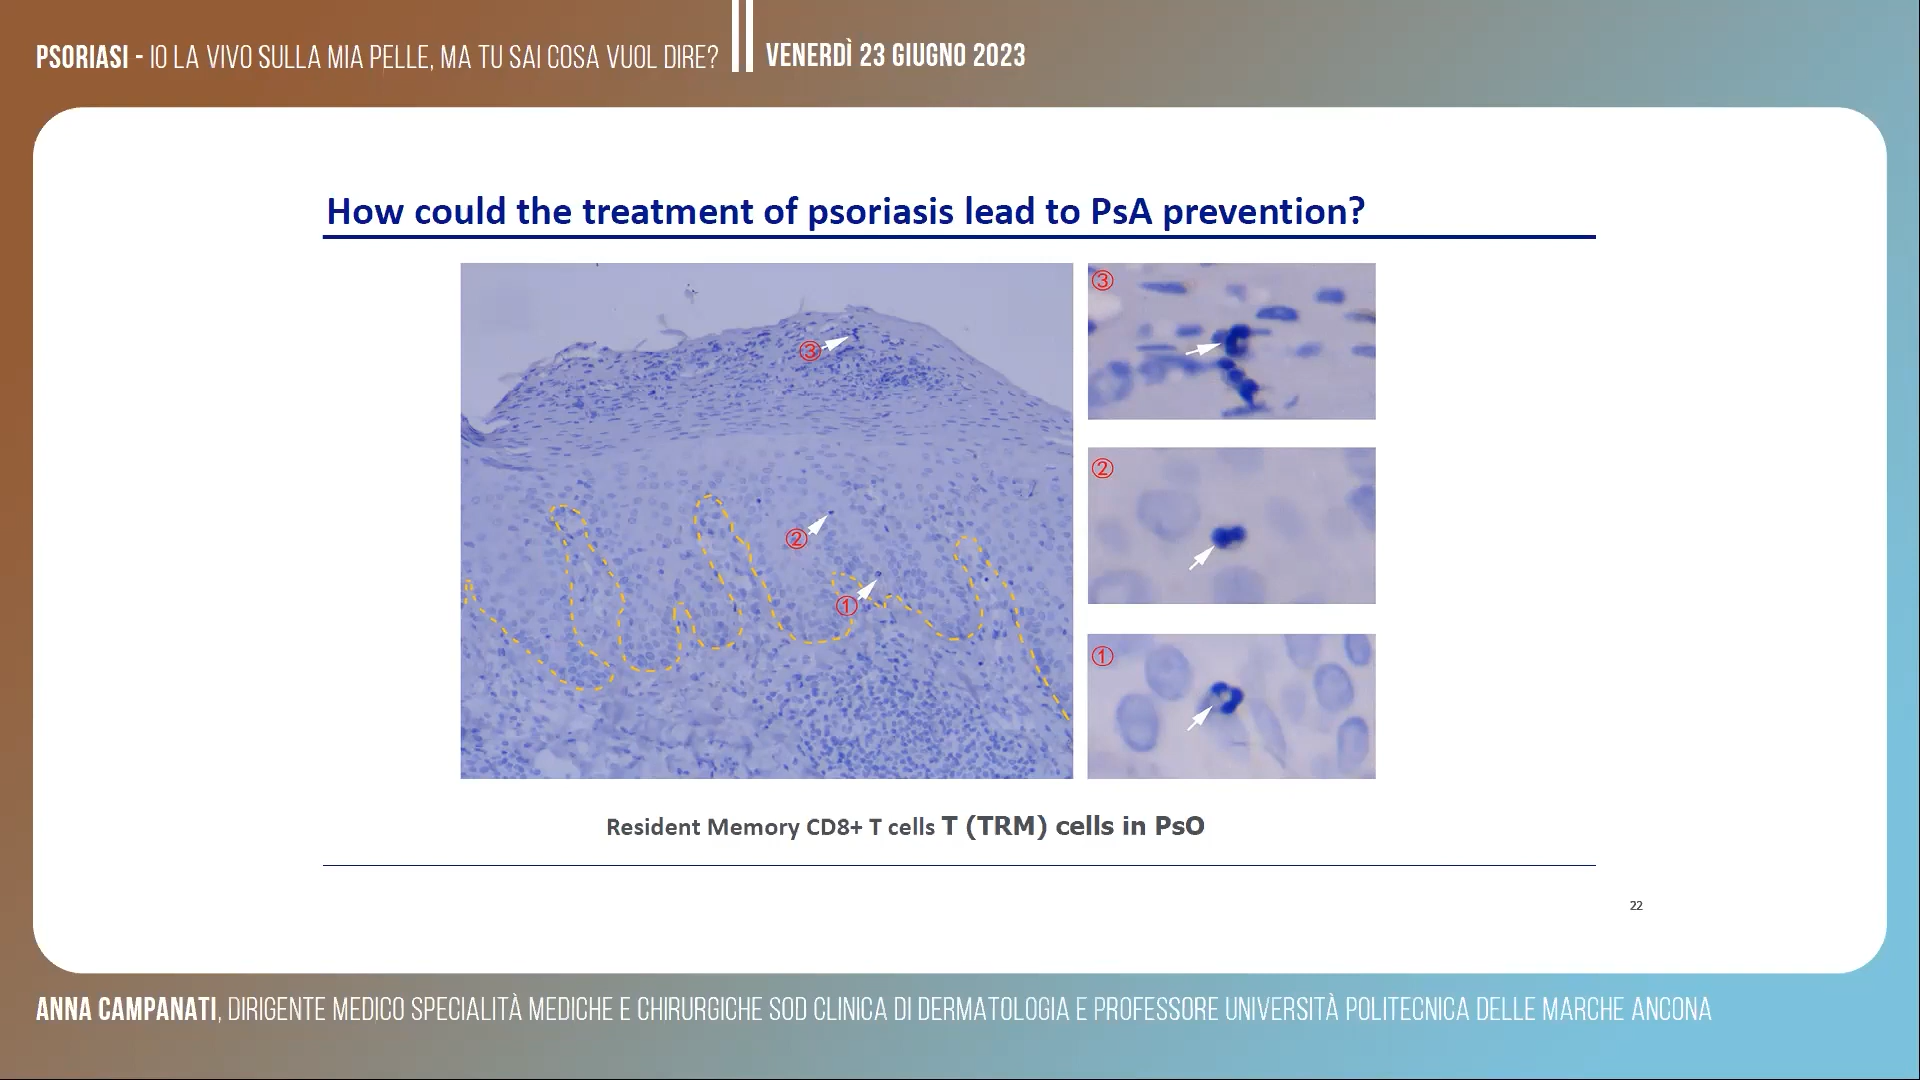 PSORIASI - IO LA VIVO SULLA MIA PELLE, MA TU SAI COSA VUOL DIRE?
VENERDÌ 23 GIUGNO 2023
How could the treatment of psoriasis lead to PsA prevention?
③
②
①
③
②
①
Resident Memory CD8+ T cells T (TRM) cells in PsO
22
ANNA CAMPANATI, DIRIGENTE MEDICO SPECIALITÀ MEDICHE E CHIRURGICHE SOD CLINICA DI DERMATOLOGIA E PROFESSORE UNIVERSITÀ POLITECNICA DELLE MARCHE ANCONA